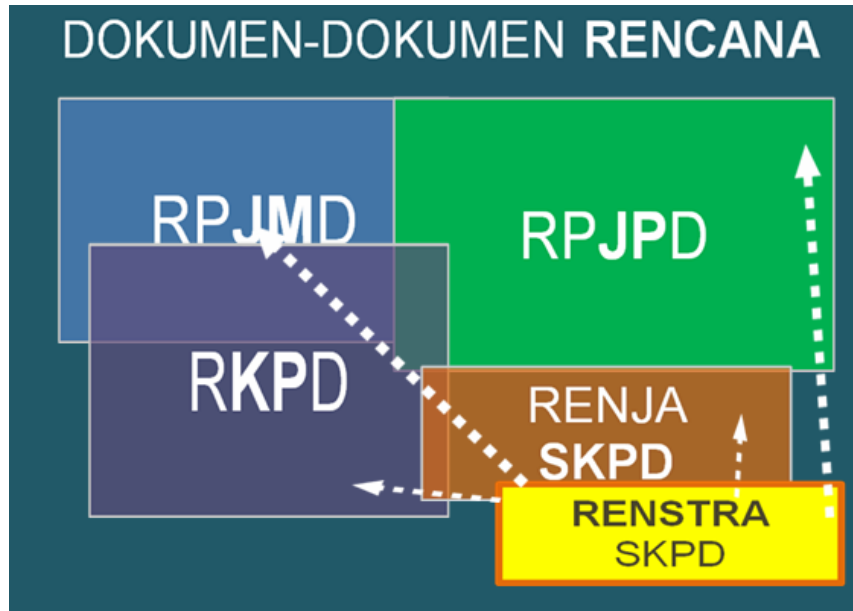 DOKUMEN-DOKUMEN RENCANA
RPJMD
RPJPD
RKPD
RENJA
SKPD
RENSTRA
SKPD